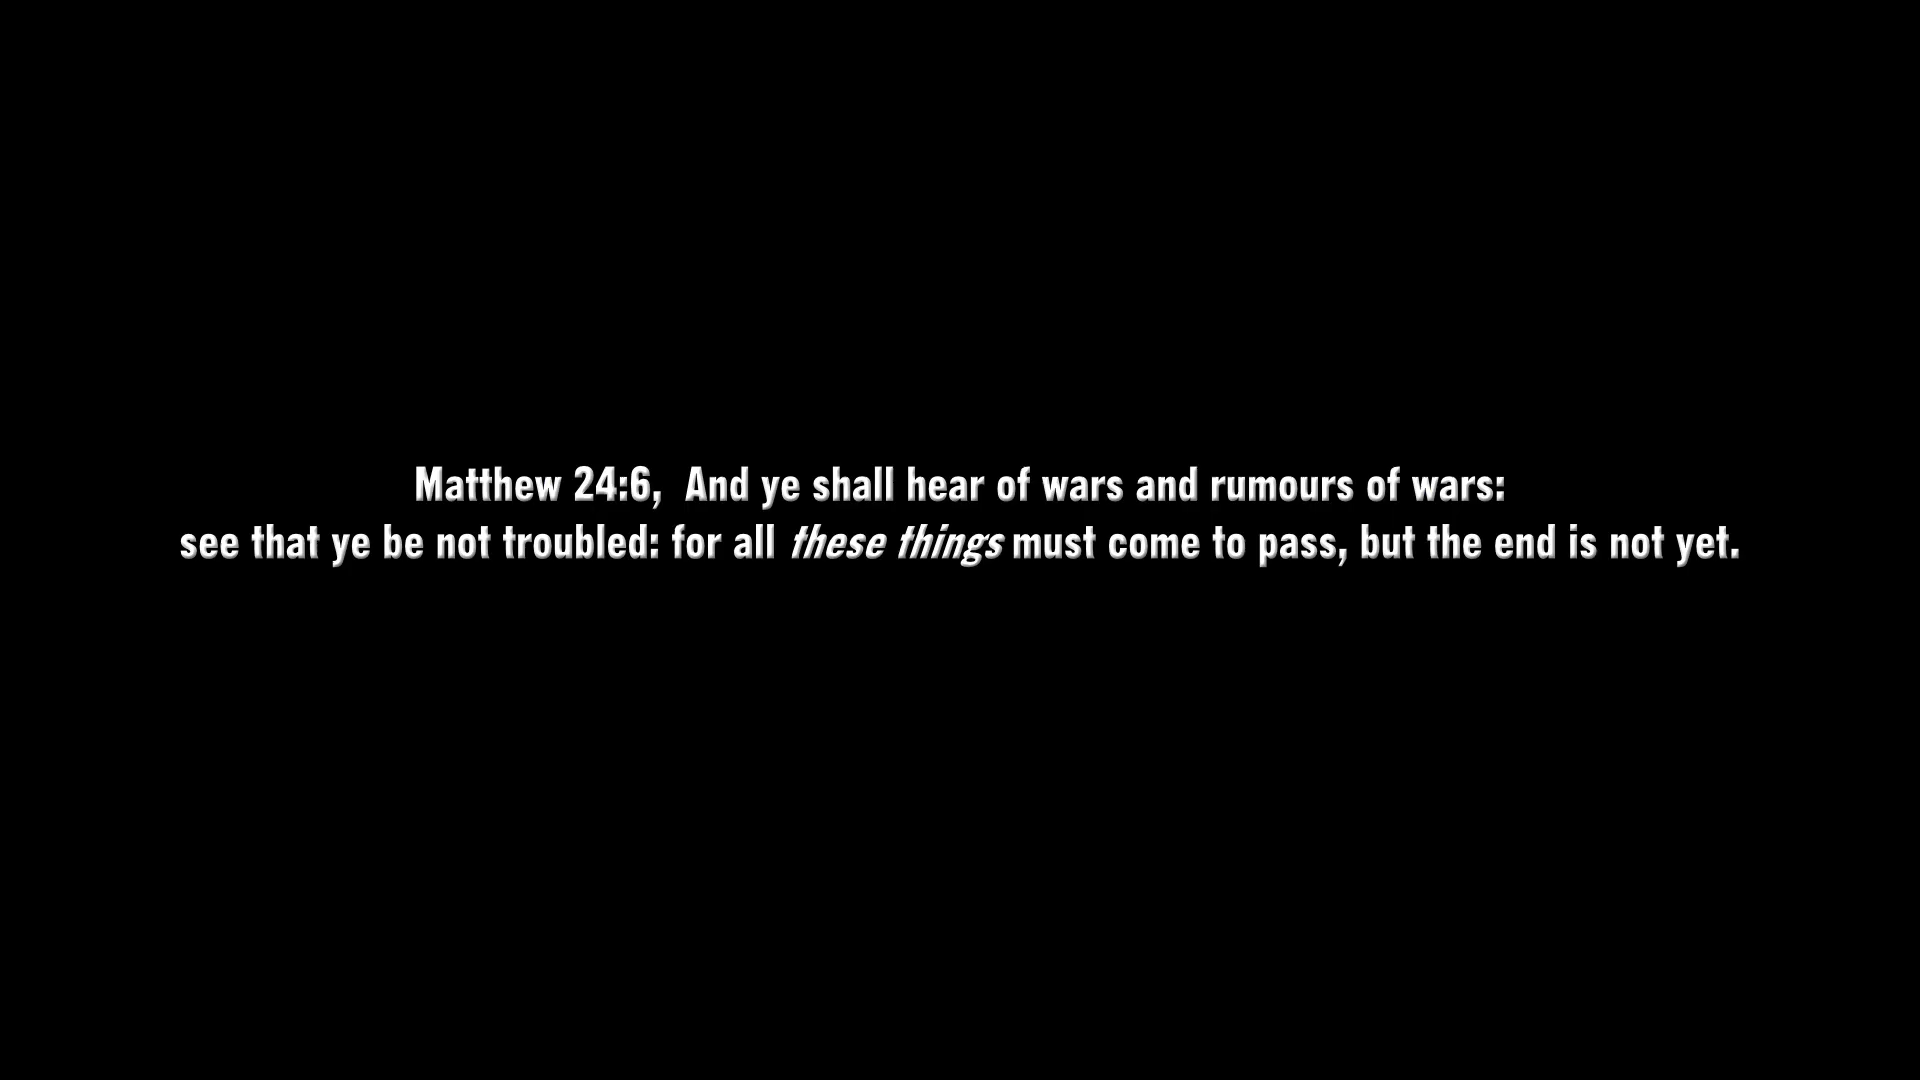 Matthew 24:6,  And ye shall hear of wars and rumours of wars:
see that ye be not troubled: for all these things must come to pass, but the end is not yet.